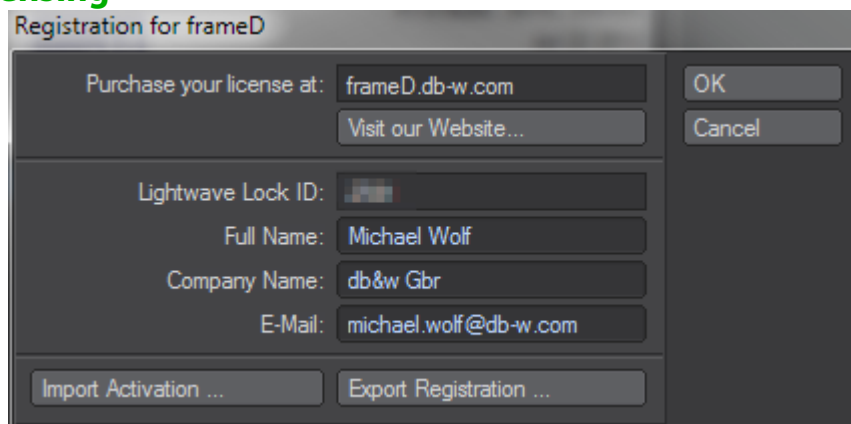 Registration for frameD
Purchase your license at: frameD.db-w.com OK
Visit our Website... Cancel
Lightwave Lock ID:
Full Name: Michael Wolf
Company Name: db&w Gbr
E-Mail: michael.wolf@db-w.com
Import Activation ... Export Registration ...